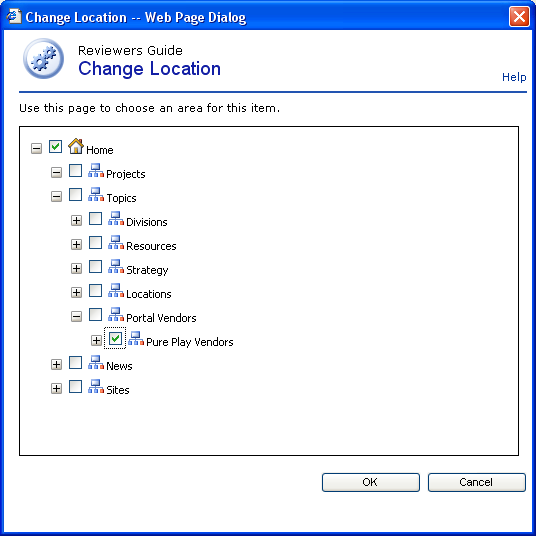 Change Location -- Web Page Dialog
Reviewers Guide
Change Location
Help
Use this page to choose an area for this item.
Home
Projects
Topics
Divisions
Resources
Strategy
Locations
Portal Vendors
Pure Play Vendors
News
Sites
OK Cancel